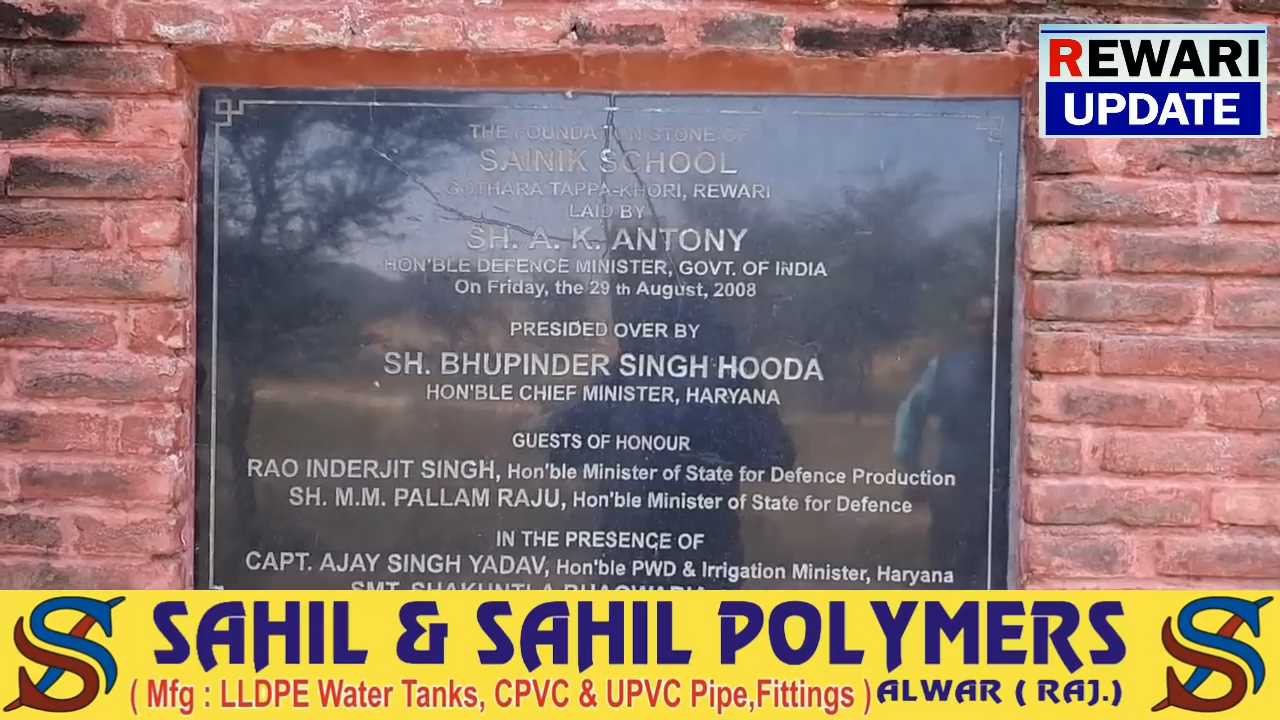 REWARI
UPDATE
THE FOUNDATION STONE OF
SAINIK SCHOOL
GOTHARA TAPPA-KHORI, REWARI
LAID BY
SH. A. K. ANTONY
HON'BLE DEFENCE MINISTER, GOVT. OF INDIA
On Friday, the 29 th August, 2008
PRESIDED OVER BY
SH. BHUPINDER SINGH HOODA
HON'BLE CHIEF MINISTER, HARYANA
GUESTS OF HONOUR
RAO INDERJIT SINGH, Hon'ble Minister of State for Defence Production
SH. M.M. PALLAM RAJU, Hon'ble Minister of State for Defence
IN THE PRESENCE OF
CAPT. AJAY SINGH YADAV, Hon'ble PWD & Irrigation Minister, Haryana
SMT. SHAKUNTLA
SAHIL & SAHIL POLYMERS
( Mfg : LLDPE Water Tanks, CPVC & UPVC Pipe,Fittings ) ALWAR ( RAJ.)